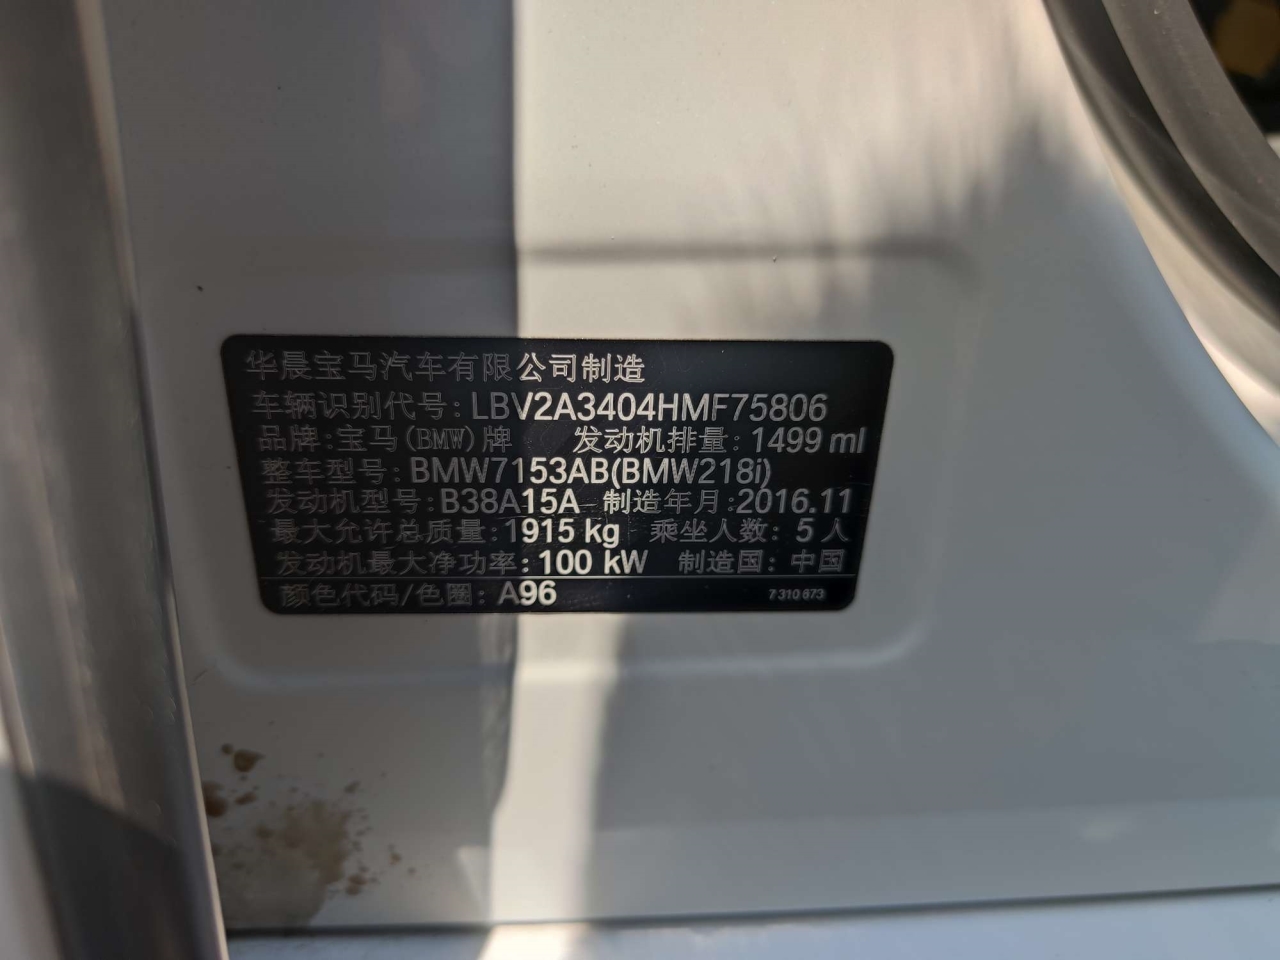 华晨宝马汽车有限公司制造
车辆识别代号: LBV2A3404HMF75806
品牌: 宝马(BMW)牌 发动机排量: 1499 ml
整车型号: BMW7153AB(BMW218i)
发动机型号: B38A15A 制造年月: 2016.11
最大允许总质量: 1915 kg 乘坐人数: 5 人
发动机最大净功率: 100 kW 制造国: 中国
颜色代码/色圈: A96 7 310 673